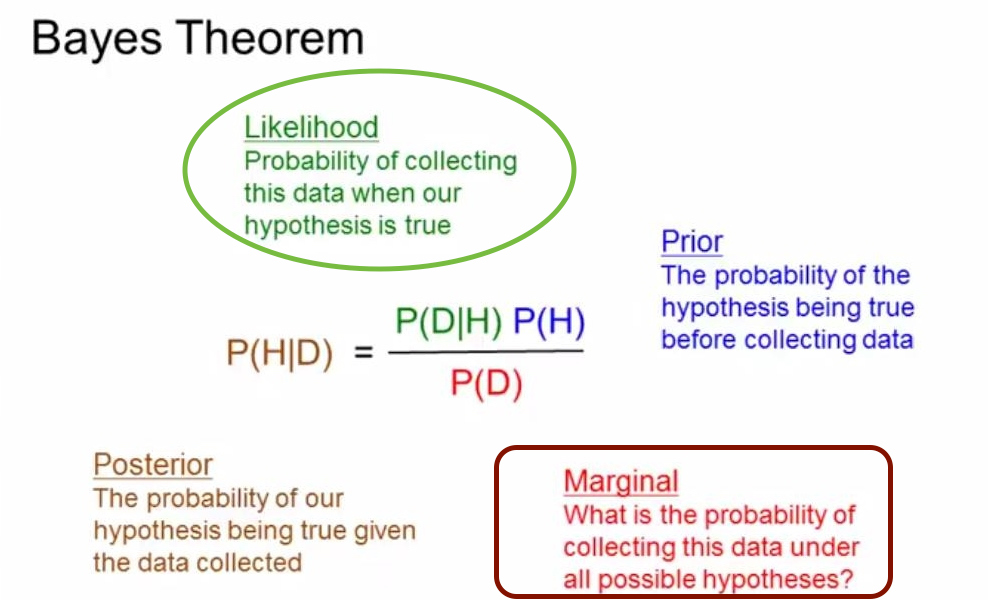 Bayes Theorem
Likelihood
Probability of collecting
this data when our
hypothesis is true
Prior
The probability of the
hypothesis being true
before collecting data
P(H|D) = P(D|H) P(H)
P(D)
Posterior
The probability of our
hypothesis being true given
the data collected
Marginal
What is the probability of
collecting this data under
all possible hypotheses?